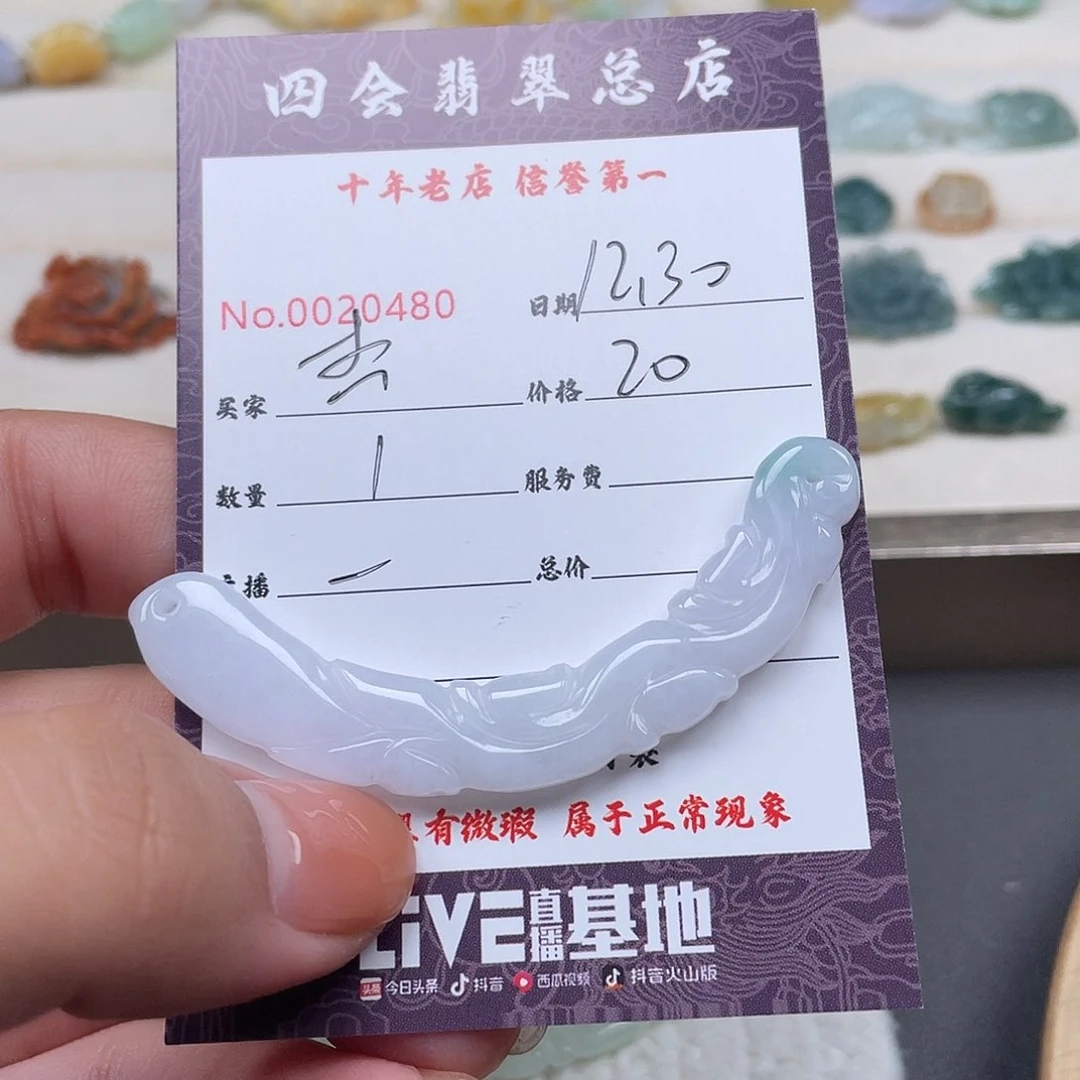 四会翡翠总店
十年老店 信誉第一
No.0020480
日期 12,30
买家
价格 20
数量 1
服务费
播 一
总价
有微瑕 属于正常现象
LiVE直播基地
头条 今日头条 抖音 西瓜视频 抖音火山版